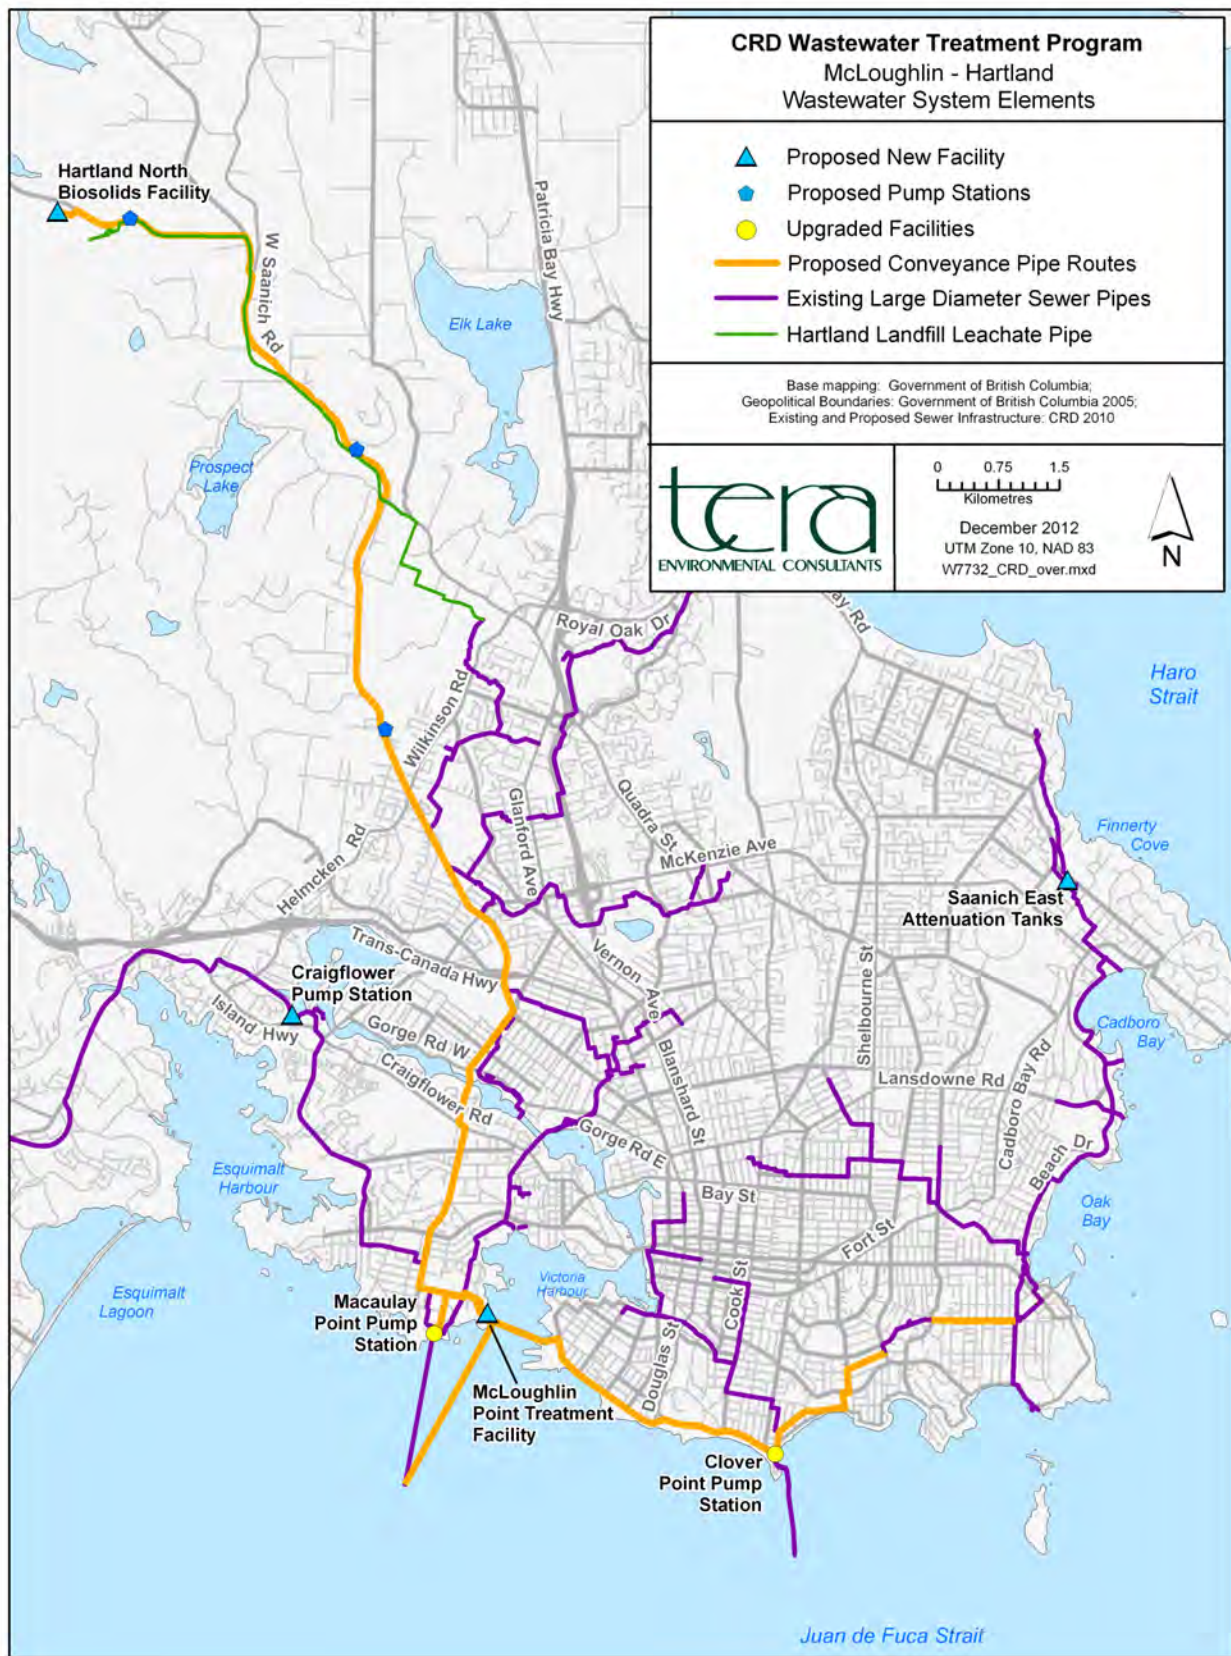 CRD Wastewater Treatment Program
McLoughlin - Hartland
Wastewater System Elements
Proposed New Facility
Proposed Pump Stations
Upgraded Facilities
Proposed Conveyance Pipe Routes
Existing Large Diameter Sewer Pipes
Hartland Landfill Leachate Pipe
Base mapping: Government of British Columbia;
Geopolitical Boundaries: Government of British Columbia 2005;
Existing and Proposed Sewer Infrastructure: CRD 2010
tera
ENVIRONMENTAL CONSULTANTS
0 0.75 1.5
Kilometres
December 2012
UTM Zone 10, NAD 83
W7732_CRD_over.mxd
N
Hartland North
Biosolids Facility
W Saanich Rd
Patricia Bay Hwy
Elk Lake
Prospect
Lake
Royal Oak Dr
Haro
Strait
Wilkinson Rd
Glanford Ave
Quadra St
McKenzie Ave
Finnerty
Cove
Helmcken Rd
Saanich East
Attenuation Tanks
Trans-Canada Hwy
Vernon Ave
Shelbourne St
Craigflower
Pump Station
Island Hwy
Gorge Rd W
Craigflower Rd
Blanshard St
Cadboro
Bay
Lansdowne Rd
Cadboro Bay Rd
Gorge Rd E
Beach Dr
Esquimalt
Harbour
Bay St
Oak
Bay
Fort St
Esquimalt
Lagoon
Victoria
Harbour
Cook St
Macaulay
Point Pump
Station
Douglas St
McLoughlin
Point Treatment
Facility
Clover
Point Pump
Station
Juan de Fuca Strait